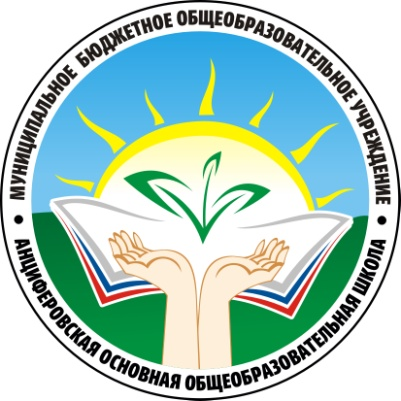 МУНИЦИПАЛЬНОЕ БЮДЖЕТНОЕ ОБЩЕОБРАЗОВАТЕЛЬНОЕ УЧРЕЖДЕНИЕ
АНЦИФЕРОВСКАЯ ОСНОВНАЯ ОБЩЕОБРАЗОВАТЕЛЬНАЯ ШКОЛА